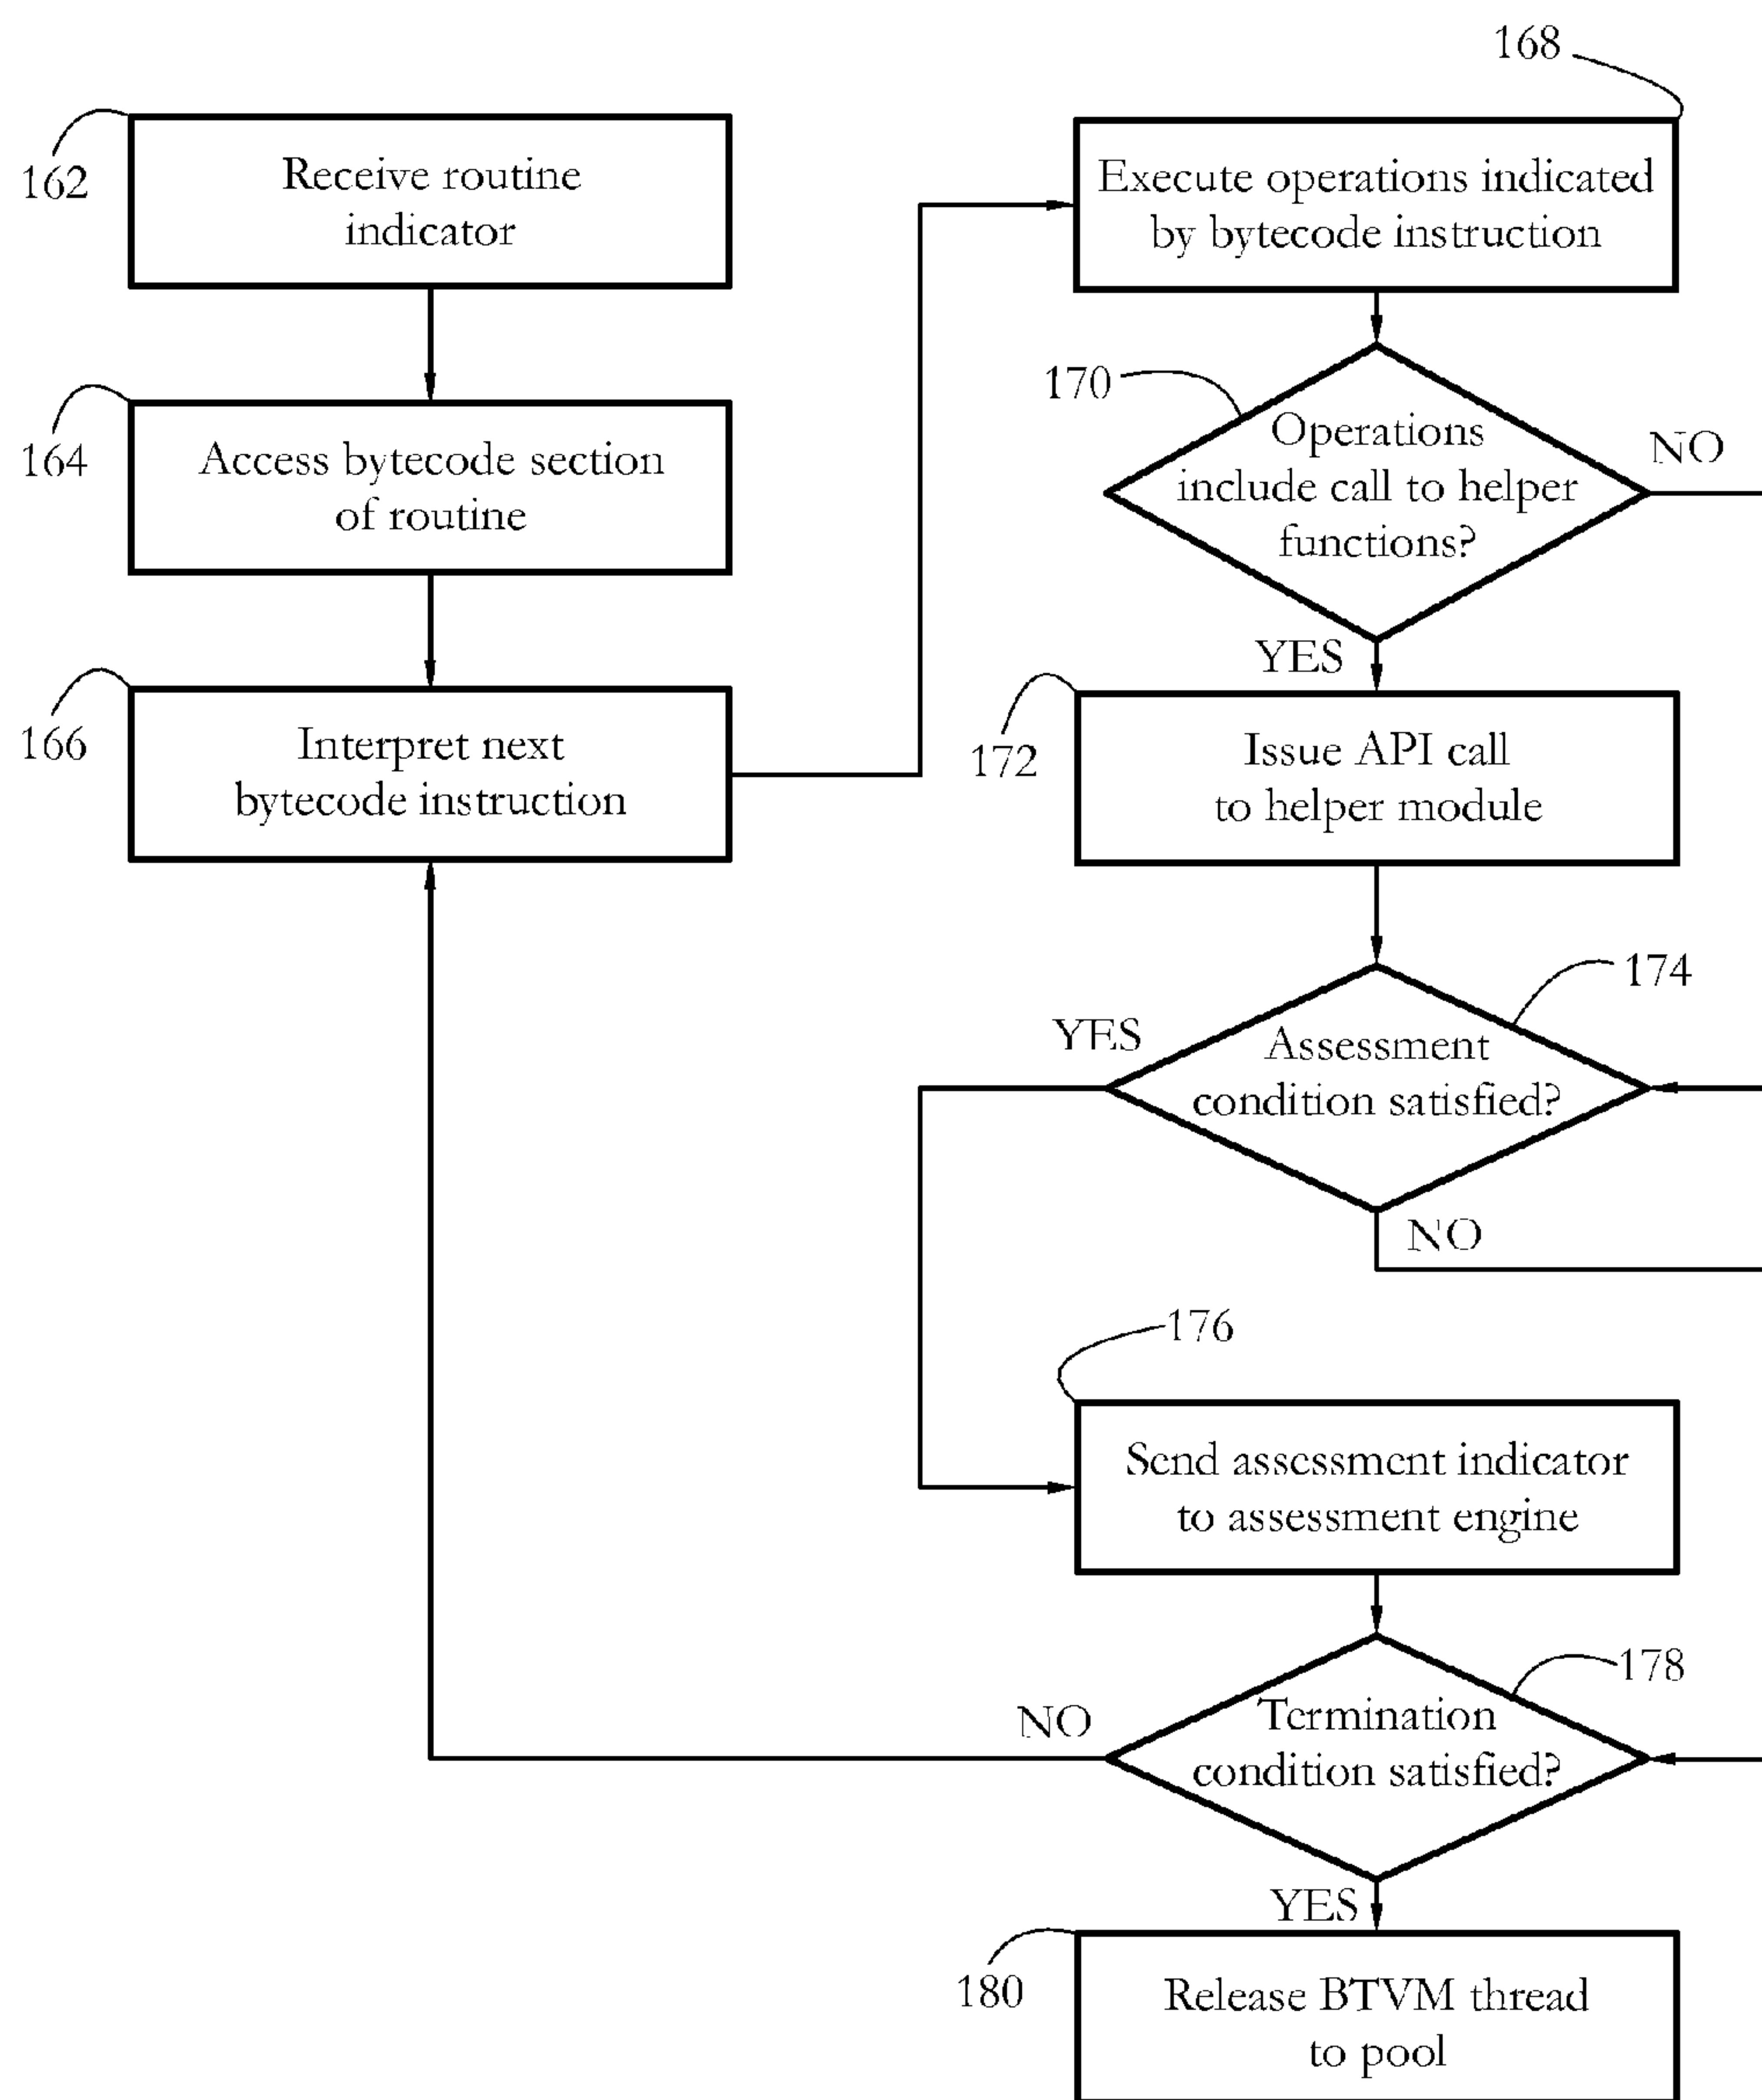 162
Receive routine
indicator
164
Access bytecode section
of routine
166
Interpret next
bytecode instruction
168
Execute operations indicated
by bytecode instruction
170
Operations
include call to helper
functions?
NO
YES
172
Issue API call
to helper module
174
YES
Assessment
condition satisfied?
NO
176
Send assessment indicator
to assessment engine
178
NO
Termination
condition satisfied?
YES
180
Release BTVM thread
to pool